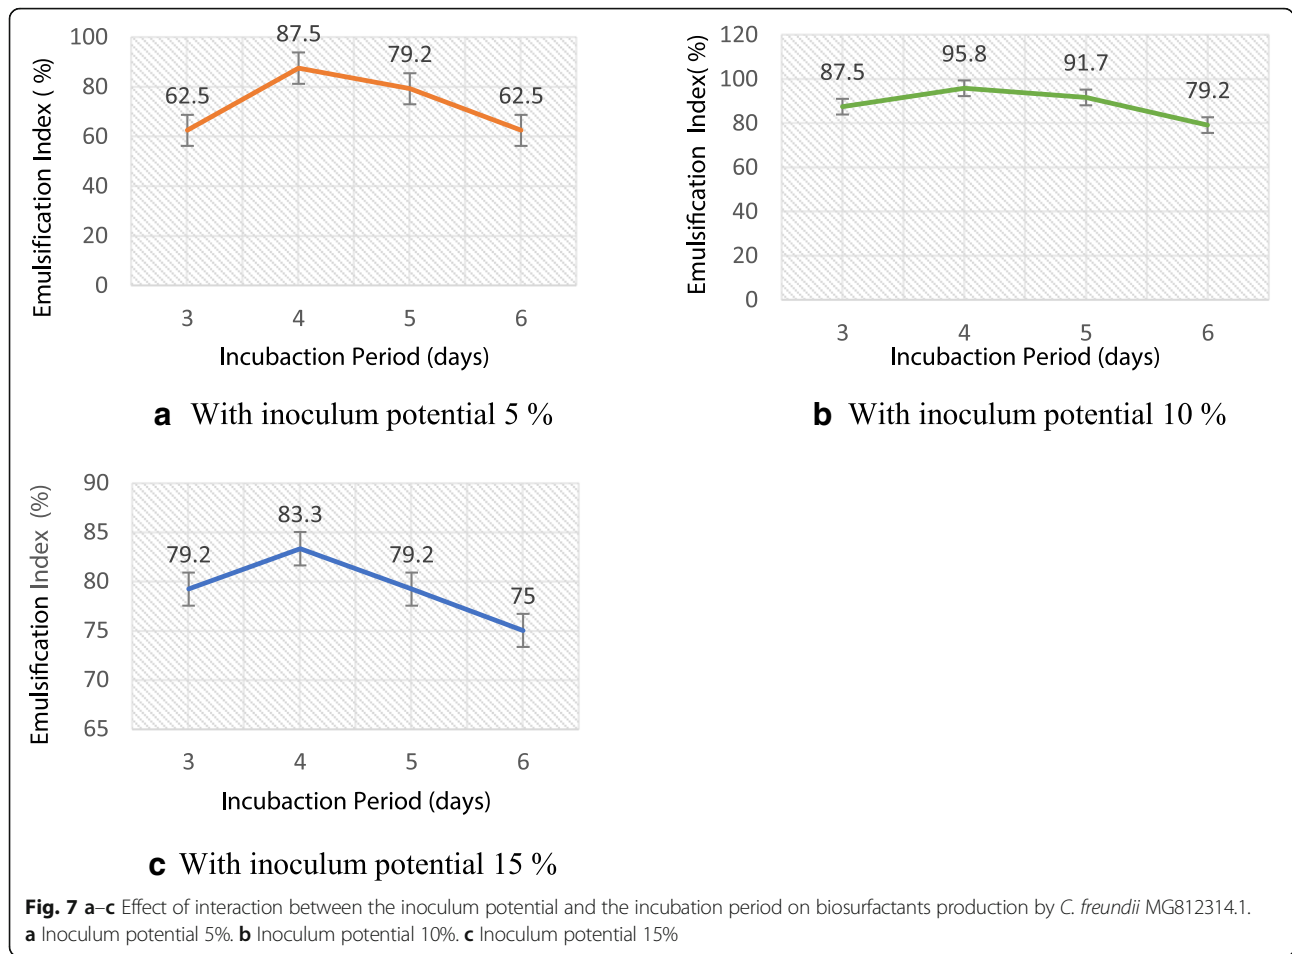 100
80
60
40
20
0
Emulsification Index ( %)
62.5
87.5
79.2
62.5
3 4 5 6
Incubaction Period (days)
a With inoculum potential 5 %
120
100
80
60
40
20
0
Emulsification Index( %)
87.5
95.8
91.7
79.2
3 4 5 6
Incubaction Period (days)
b With inoculum potential 10 %
90
85
80
75
70
65
Emulsification Index (%)
79.2
83.3
79.2
75
3 4 5 6
Incubaction Period (days)
c With inoculum potential 15 %
Fig. 7 a–c Effect of interaction between the inoculum potential and the incubation period on biosurfactants production by C. freundii MG812314.1.
a Inoculum potential 5%. b Inoculum potential 10%. c Inoculum potential 15%